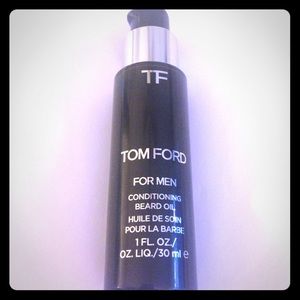 TF
TOM FORD
FOR MEN
CONDITIONING
BEARD OIL
HUILE DE SOIN
POUR LA BARBE
1 FL. OZ./
OZ. LIQ./30 ml e